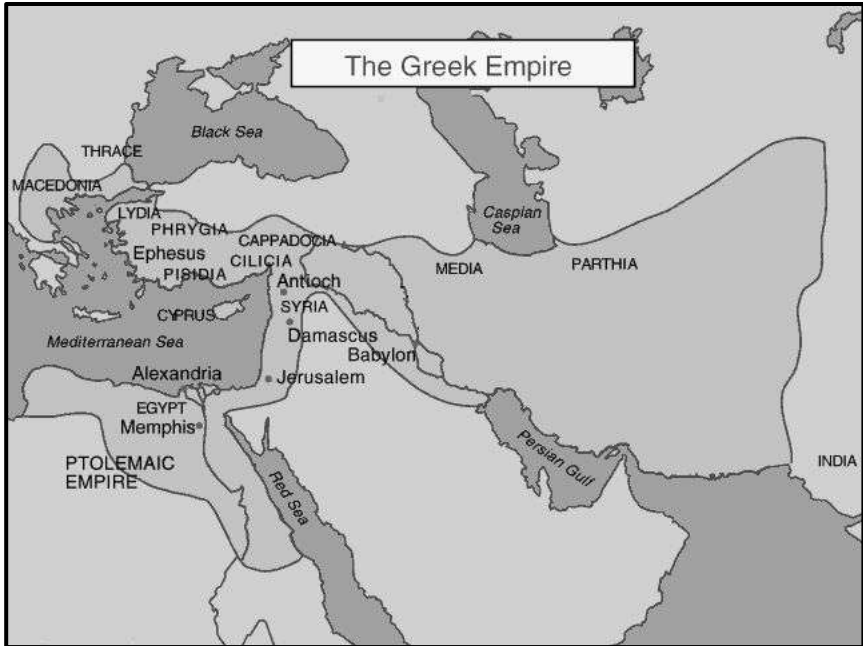 The Greek Empire
Black Sea
THRACE
MACEDONIA
LYDIA
PHRYGIA
CAPPADOCIA
Caspian
Sea
Ephesus
CILICIA
MEDIA
PARTHIA
PISIDIA
Antioch
CYPRUS
SYRIA
Damascus
Mediterranean Sea
Babylon
Alexandria
Jerusalem
EGYPT
Memphis
PTOLEMAIC
EMPIRE
Persian Gulf
INDIA
Red Sea